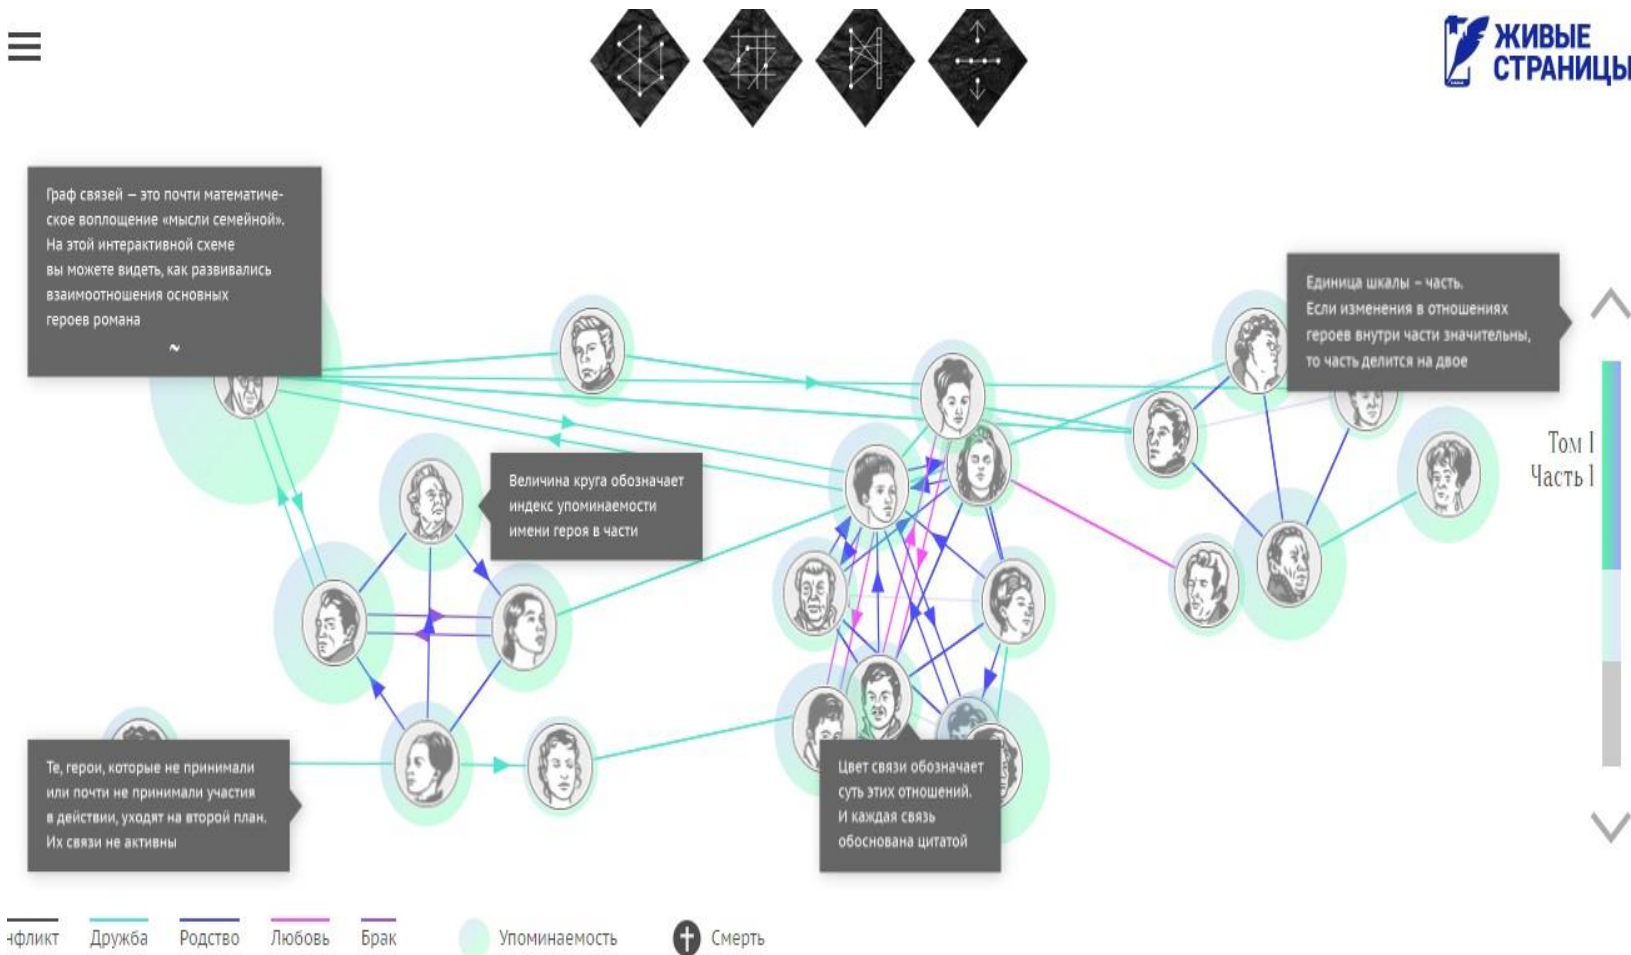 ЖИВЫЕ
СТРАНИЦЫ
Граф связей – это почти математиче-
ское воплощение «мысли семейной».
На этой интерактивной схеме
вы можете видеть, как развивались
взаимоотношения основных
героев романа
~
Единица шкалы – часть.
Если изменения в отношениях
героев внутри части значительны,
то часть делится на двое
Том I
Часть I
Величина круга обозначает
индекс упоминаемости
имени героя в части
Те, герои, которые не принимали
или почти не принимали участия
в действии, уходят на второй план.
Их связи не активны
Цвет связи обозначает
суть этих отношений.
И каждая связь
обоснована цитатой
нфликт Дружба Родство Любовь Брак Упоминаемость Смерть